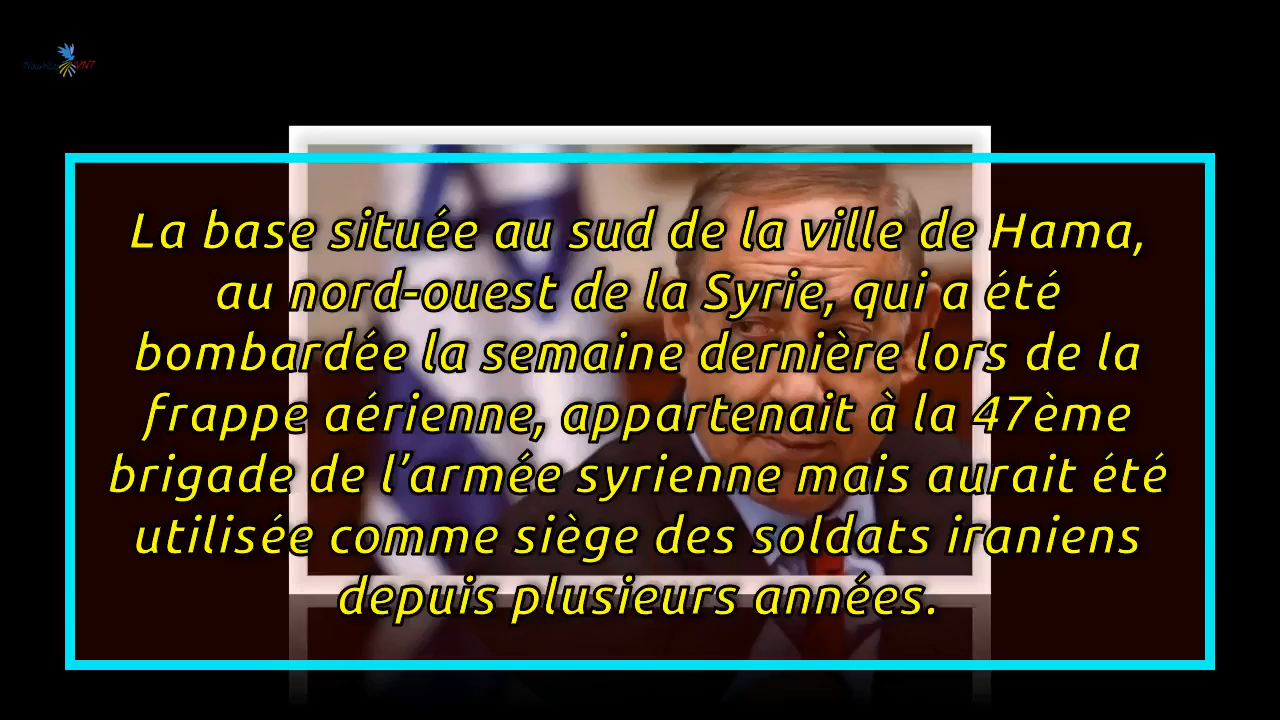 La base située au sud de la ville de Hama,
au nord-ouest de la Syrie, qui a été
bombardée la semaine dernière lors de la
frappe aérienne, appartenait à la 47ème
brigade de l’armée syrienne mais aurait été
utilisée comme siège des soldats iraniens
depuis plusieurs années.